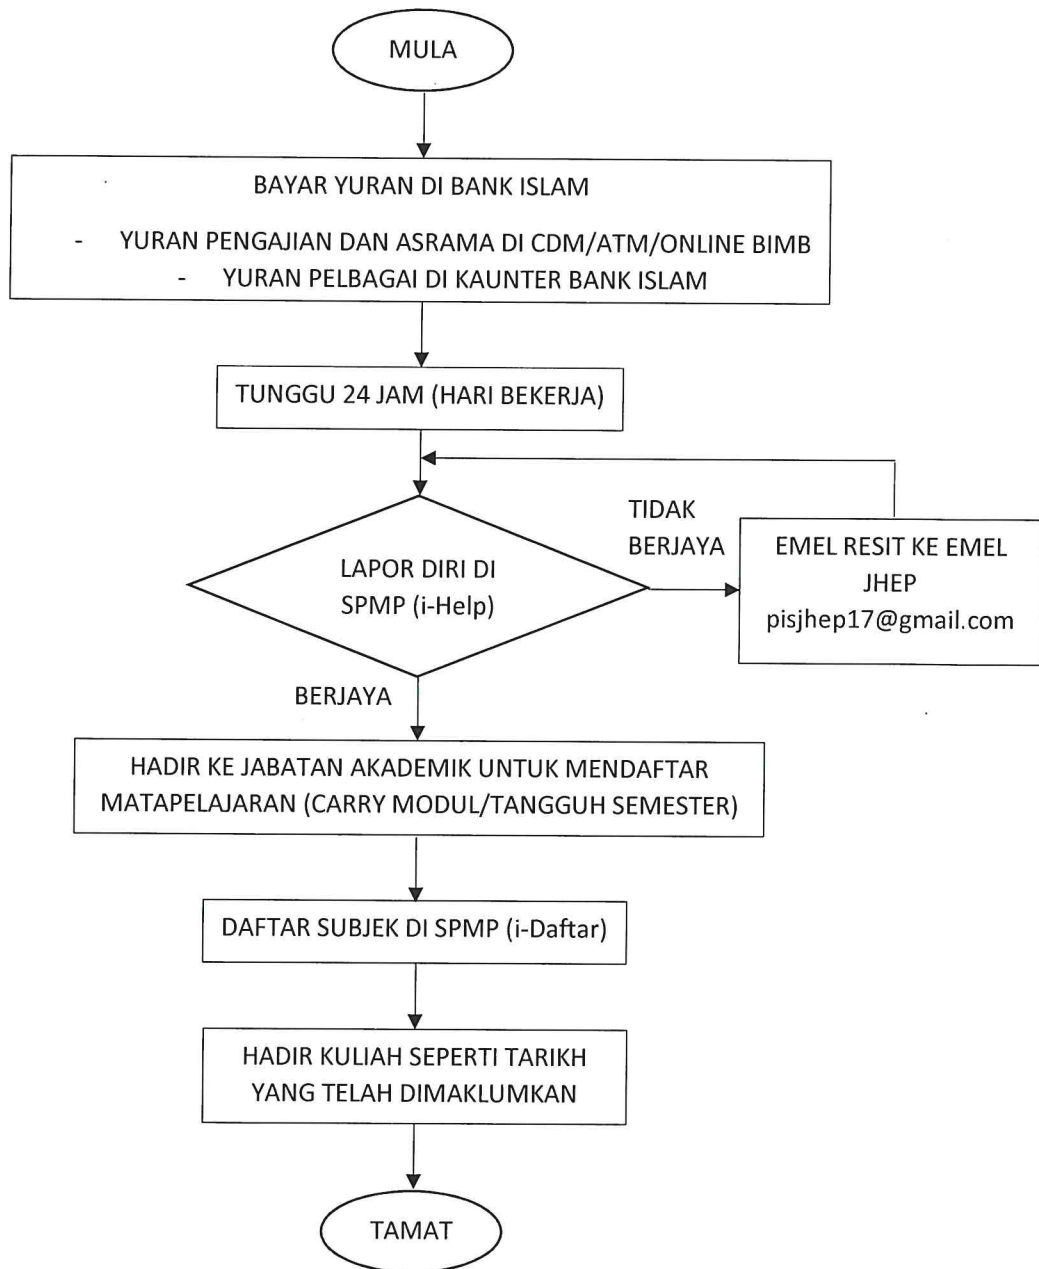 MULA
BAYAR YURAN DI BANK ISLAM
- YURAN PENGAJIAN DAN ASRAMA DI CDM/ATM/ONLINE BIMB
- YURAN PELBAGAI DI KAUNTER BANK ISLAM
TUNGGU 24 JAM (HARI BEKERJA)
LAPOR DIRI DI
SPMP (i-Help)
TIDAK
BERJAYA
EMEL RESIT KE EMEL
JHEP
pisjhep17@gmail.com
BERJAYA
HADIR KE JABATAN AKADEMIK UNTUK MENDAFTAR
MATAPELAJARAN (CARRY MODUL/TANGGUH SEMESTER)
DAFTAR SUBJEK DI SPMP (i-Daftar)
HADIR KULIAH SEPERTI TARIKH
YANG TELAH DIMAKLUMKAN
TAMAT